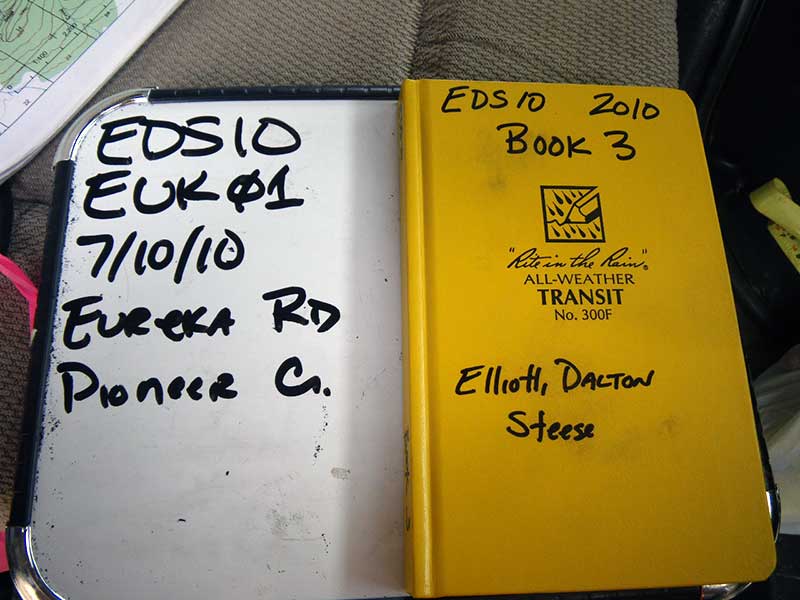 EDS10
EUKØ1
7/10/10
EUREKA RD
PIONEER Cr.
EDS10 2010
BOOK 3
"Rite in the Rain"®
ALL-WEATHER
TRANSIT
No. 300F
Elliott, DALTON
Steese